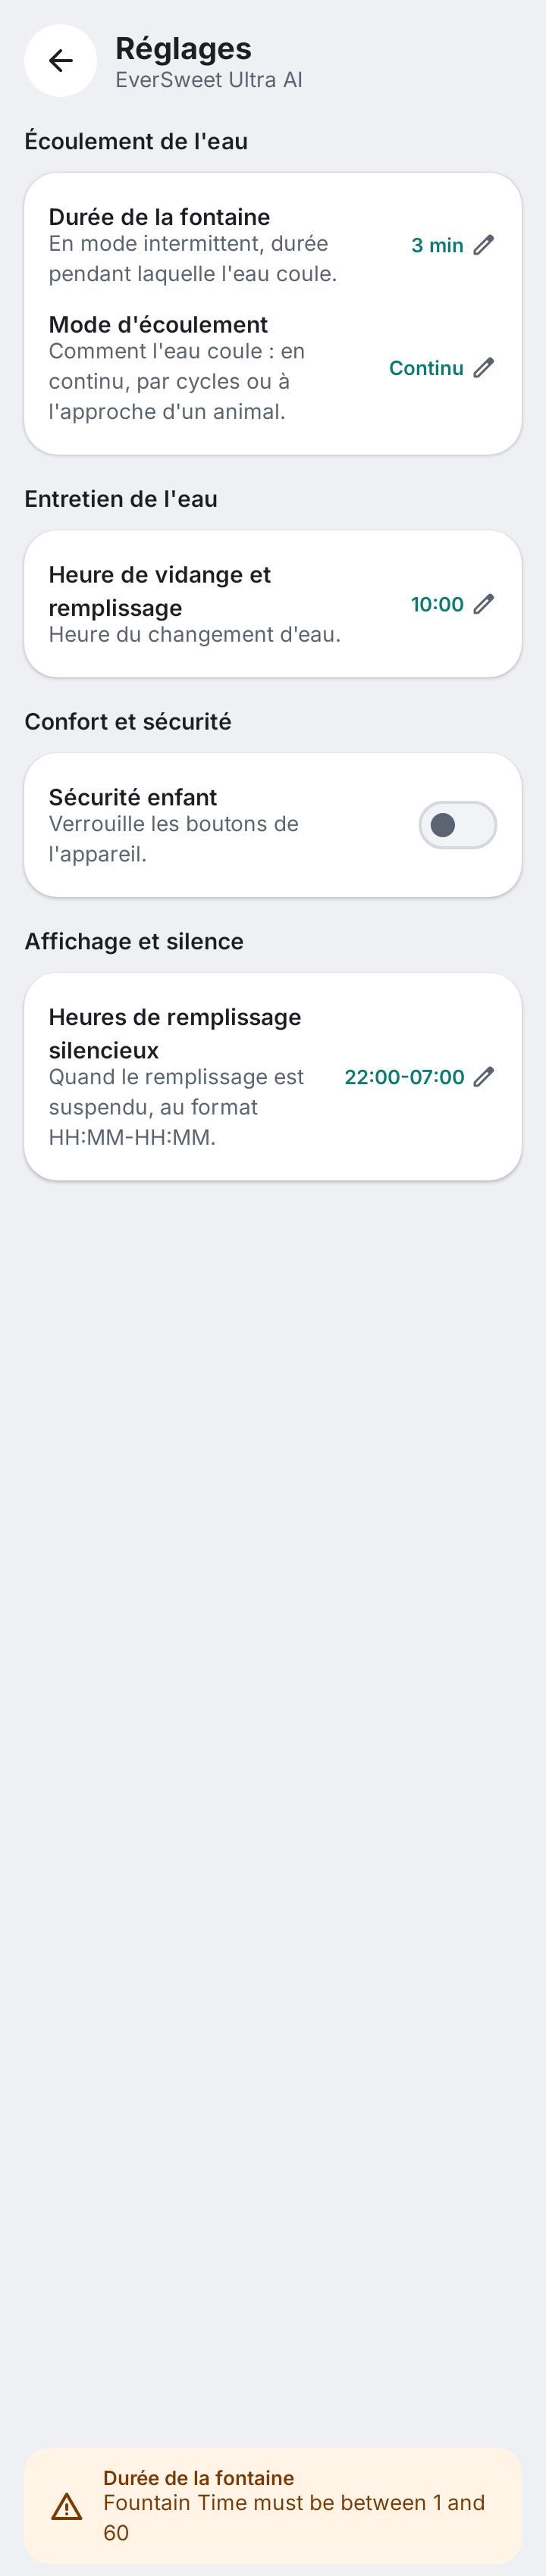 Réglages
EverSweet Ultra AI
Écoulement de l'eau
Durée de la fontaine
En mode intermittent, durée
pendant laquelle l'eau coule.
3 min
Mode d'écoulement
Comment l'eau coule : en
continu, par cycles ou à
l'approche d'un animal.
Continu
Entretien de l'eau
Heure de vidange et
remplissage
Heure du changement d'eau.
10:00
Confort et sécurité
Sécurité enfant
Verrouille les boutons de
l'appareil.
Affichage et silence
Heures de remplissage
silencieux
Quand le remplissage est
suspendu, au format
HH:MM-HH:MM.
22:00-07:00
Durée de la fontaine
Fountain Time must be between 1 and
60